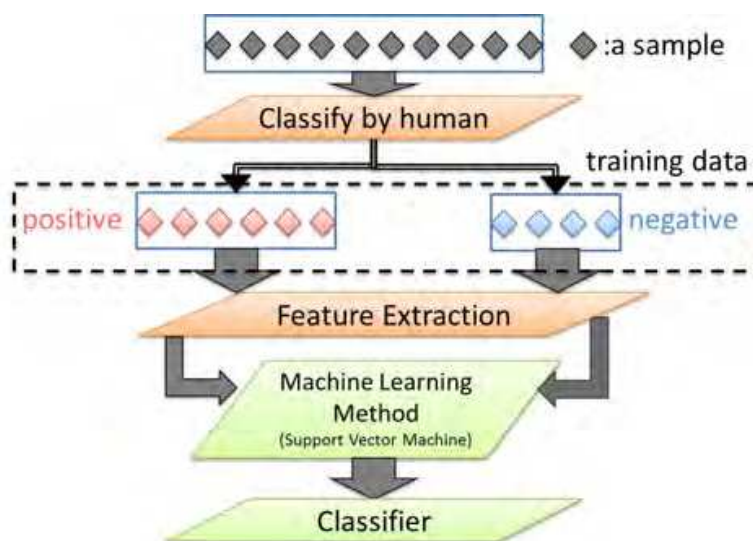 :a sample
Classify by human
training data
positive
negative
Feature Extraction
Machine Learning
Method
(Support Vector Machine)
Classifier